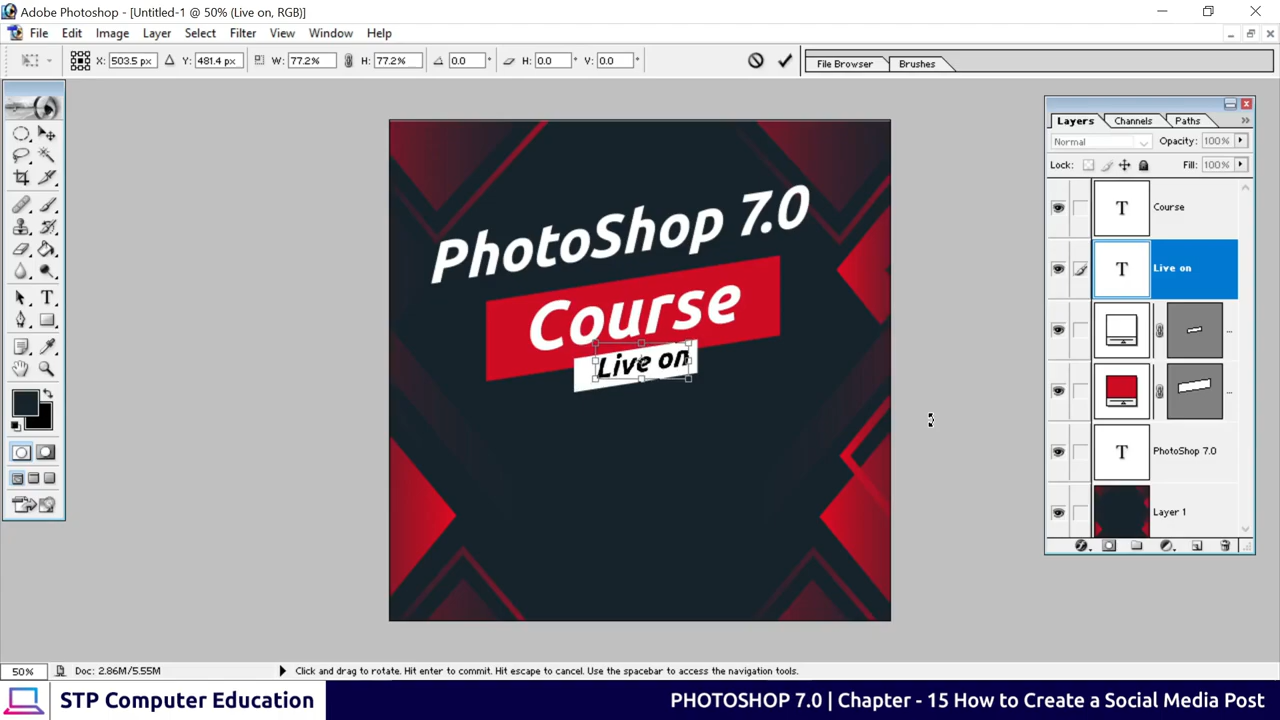 Adobe Photoshop - [Untitled-1 @ 50% (Live on, RGB)]
File Edit Image Layer Select Filter View Window Help
X: 503.5 px Y: 481.4 px W: 77.2% H: 77.2% 0.0 ° H: 0.0 ° V: 0.0 ° File Browser Brushes
Layers Channels Paths
Normal Opacity: 100%
Lock: Fill: 100%
T Course
T Live on
T PhotoShop 7.0
Layer 1
PhotoShop 7.0
Course
Live on
50% Doc: 2.86M/5.55M Click and drag to rotate. Hit enter to commit. Hit escape to cancel. Use the spacebar to access the navigation tools.
STP Computer Education PHOTOSHOP 7.0 | Chapter - 15 How to Create a Social Media Post